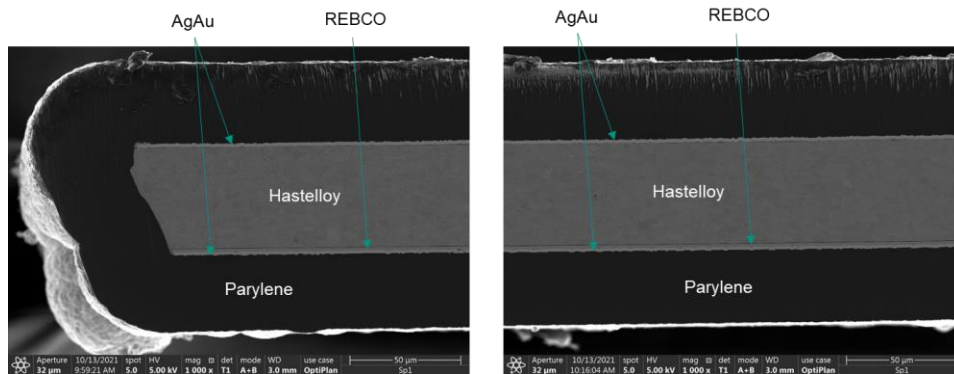 AgAu
REBCO
Hastelloy
Parylene
Aperture 10/13/2021 spot HV mag det mode WD use case 50 µm
32 µm 9:59:21 AM 5.0 5.00 kV 1 000 x T1 A+B 3.0 mm OptiPlan Sp1
AgAu
REBCO
Hastelloy
Parylene
Aperture 10/13/2021 spot HV mag det mode WD use case 50 µm
32 µm 10:16:04 AM 5.0 5.00 kV 1 000 x T1 A+B 3.0 mm OptiPlan Sp1